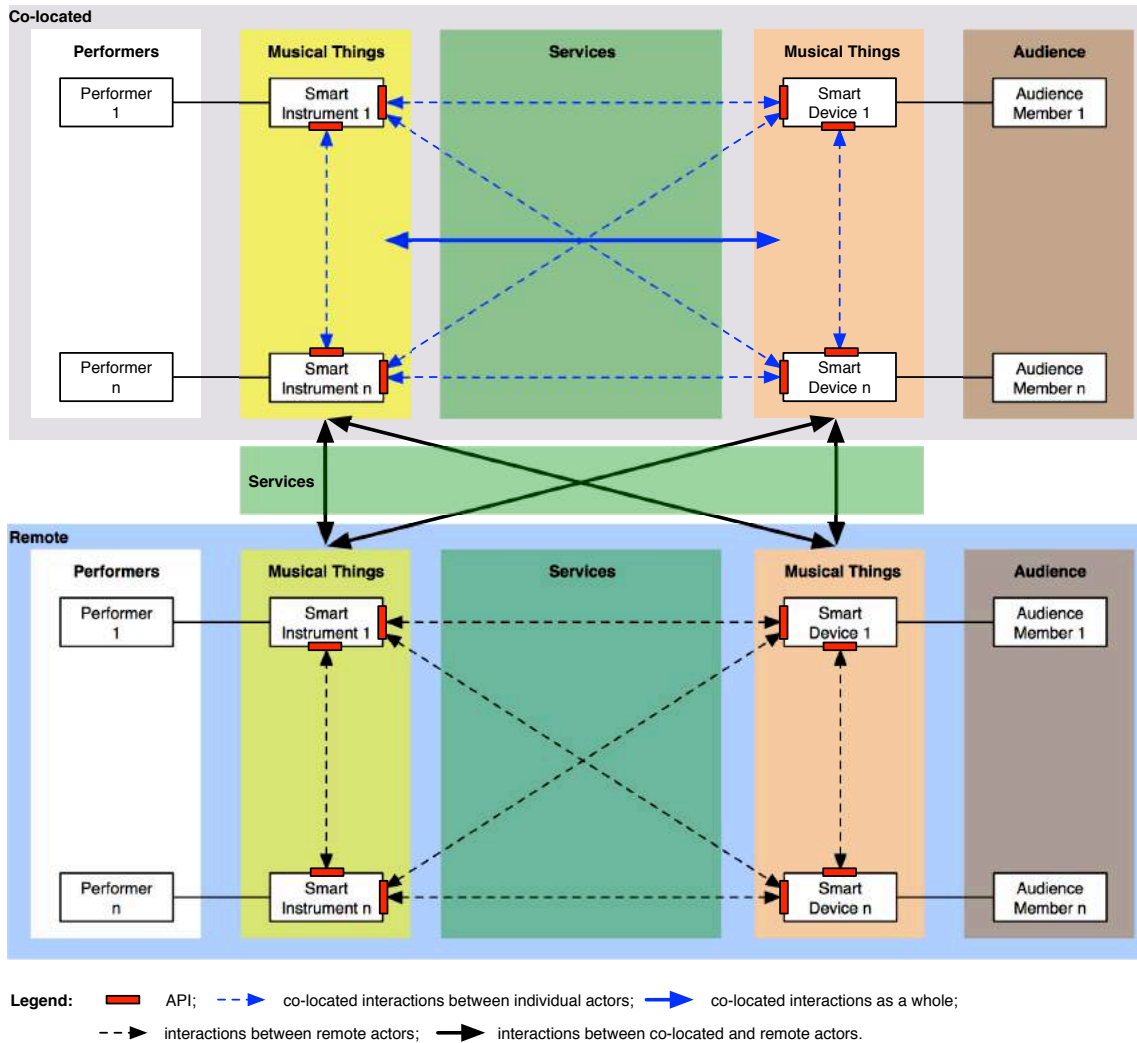 Co-located
Performers
Musical Things
Services
Musical Things
Audience
Performer
1
Smart
Instrument 1
Smart
Device 1
Audience
Member 1
Performer
n
Smart
Instrument n
Smart
Device n
Audience
Member n
Services
Remote
Performers
Musical Things
Services
Musical Things
Audience
Performer
1
Smart
Instrument 1
Smart
Device 1
Audience
Member 1
Performer
n
Smart
Instrument n
Smart
Device n
Audience
Member n
Legend: API; co-located interactions between individual actors; co-located interactions as a whole;
interactions between remote actors; interactions between co-located and remote actors.